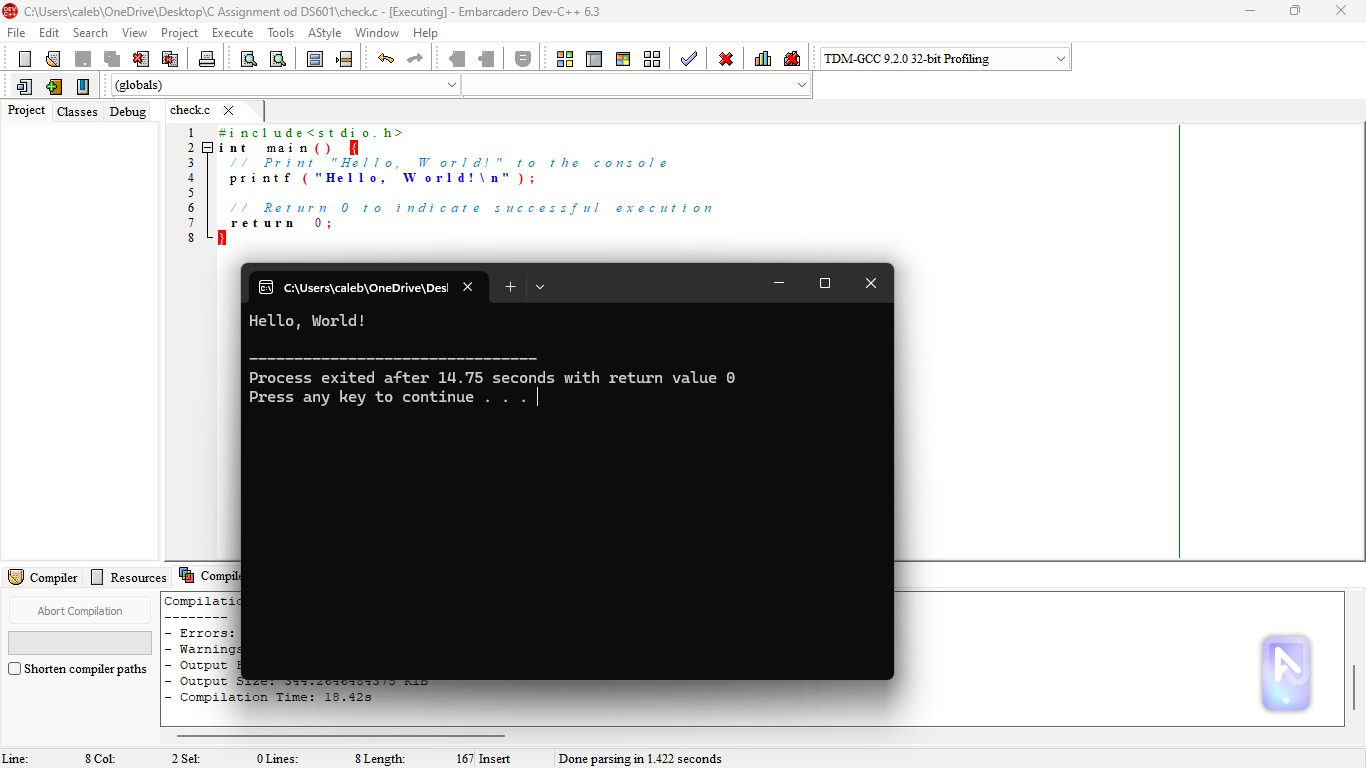 C:\Users\caleb\OneDrive\Desktop\C Assignment od DS601\check.c - [Executing] - Embarcadero Dev-C++ 6.3
File Edit Search View Project Execute Tools AStyle Window Help
TDM-GCC 9.2.0 32-bit Profiling
(globals)
Project Classes Debug check.c
1 #include<stdio.h>
2 int main() {
3 // Print "Hello, World!" to the console
4 printf ("Hello, World!\n");
5
6 // Return 0 to indicate successful execution
7 return 0;
8 }
C:\Users\caleb\OneDrive\Des
Hello, World!
--------------------------------
Process exited after 14.75 seconds with return value 0
Press any key to continue . . .
Compiler Resources Compile
Abort Compilation
Shorten compiler paths
Compilatio
--------
- Errors:
- Warnings
- Output
- Output Size: 344.2646484375 KiB
- Compilation Time: 18.42s
Line: 8 Col: 2 Sel: 0 Lines: 8 Length: 167 Insert Done parsing in 1.422 seconds